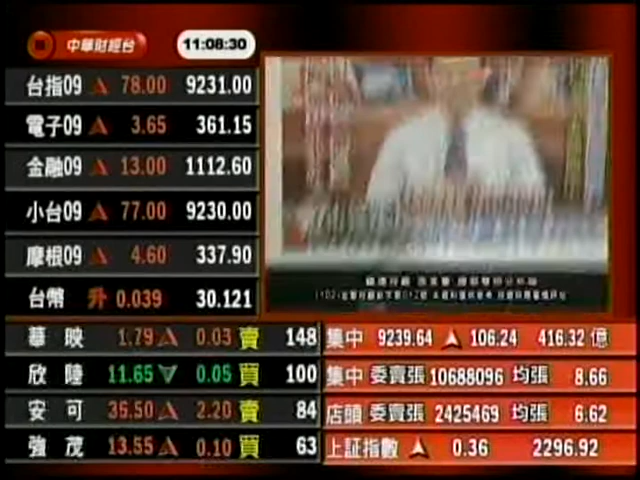 中華財經台 11:08:30
台指09 ▲ 78.00 9231.00
電子09 ▲ 3.65 361.15
金融09 ▲ 13.00 1112.60
小台09 ▲ 77.00 9230.00
摩根09 ▲ 4.60 337.90
台幣 升 0.039 30.121
華映 1.79 ▲ 0.03 賣 148
欣陸 11.65 ▼ 0.05 買 100
安可 36.50 ▲ 2.20 賣 84
強茂 13.55 ▲ 0.10 買 63
集中 9239.64 ▲ 106.24 416.32 億
集中 委賣張 10688096 均張 8.66
店頭 委賣張 2425469 均張 6.62
上証指數 ▲ 0.36 2296.92